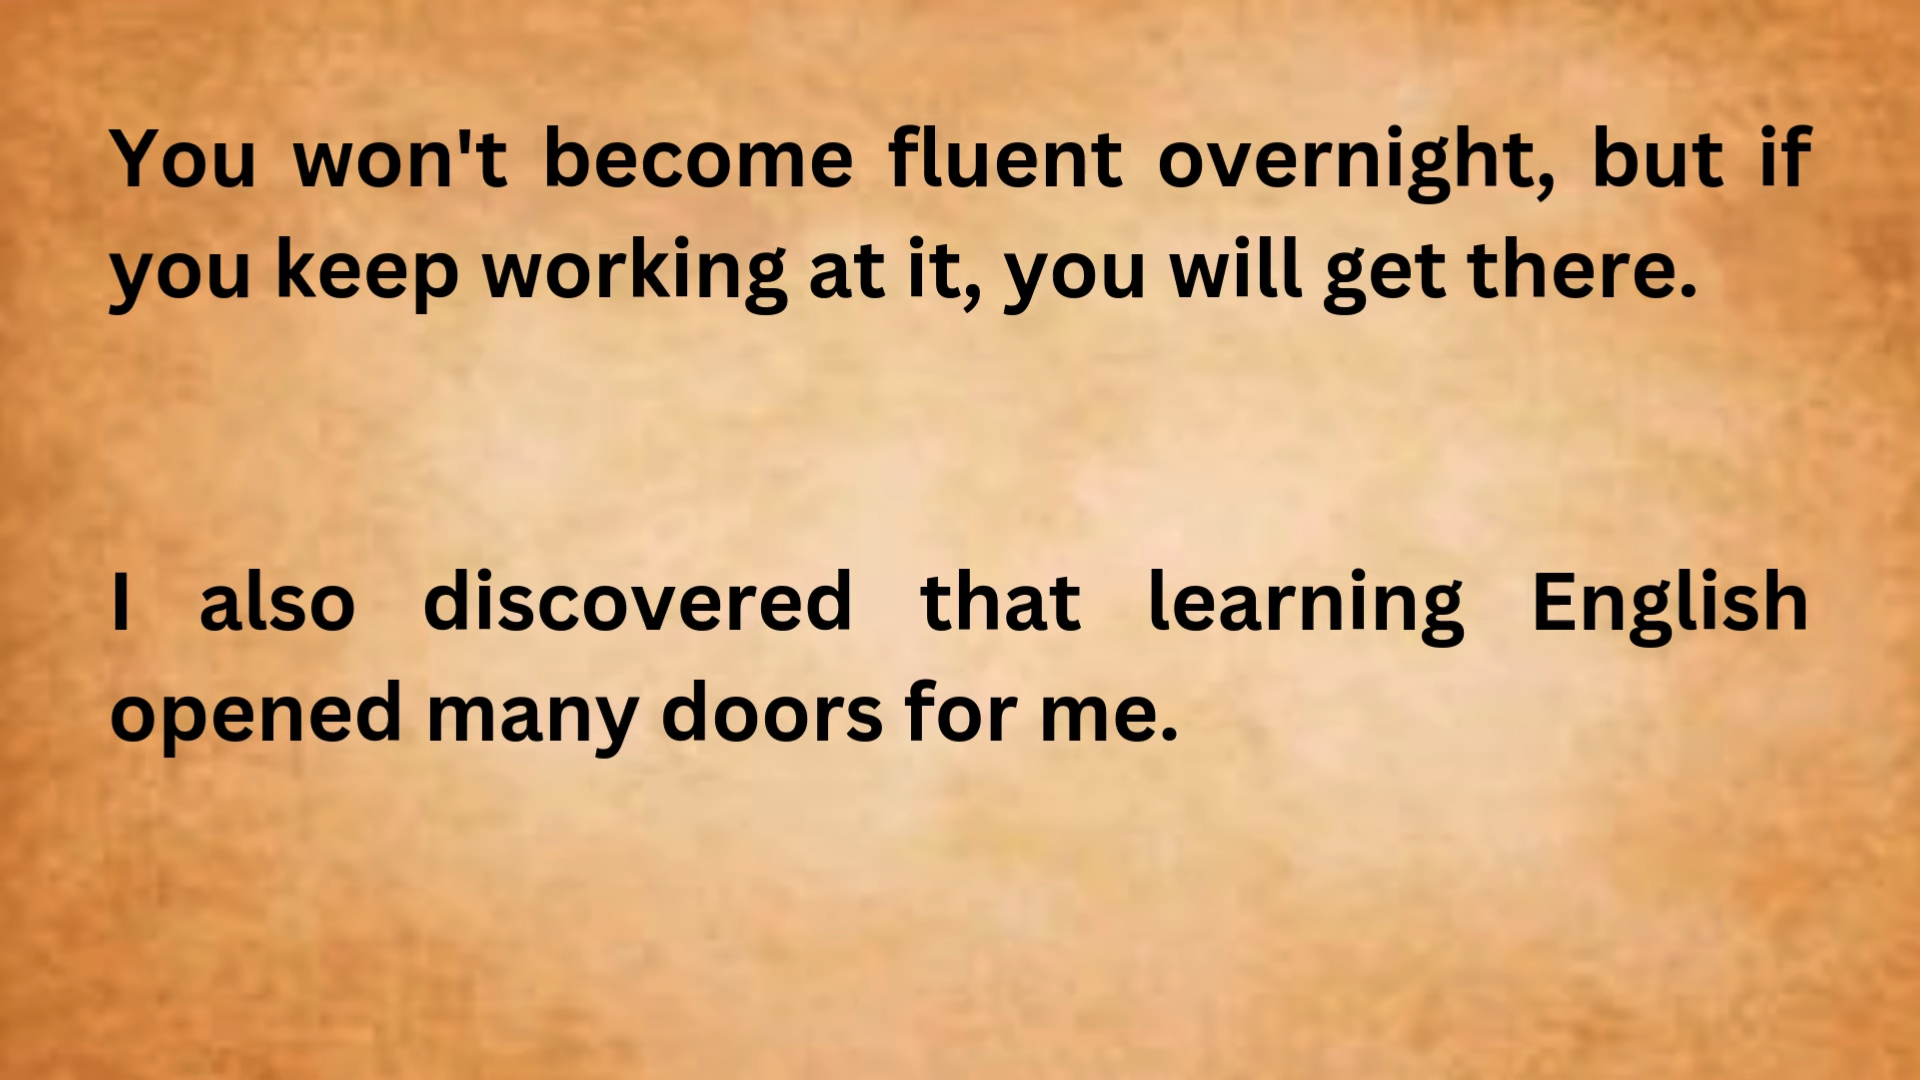 You won't become fluent overnight, but if
you keep working at it, you will get there.
I also discovered that learning English
opened many doors for me.